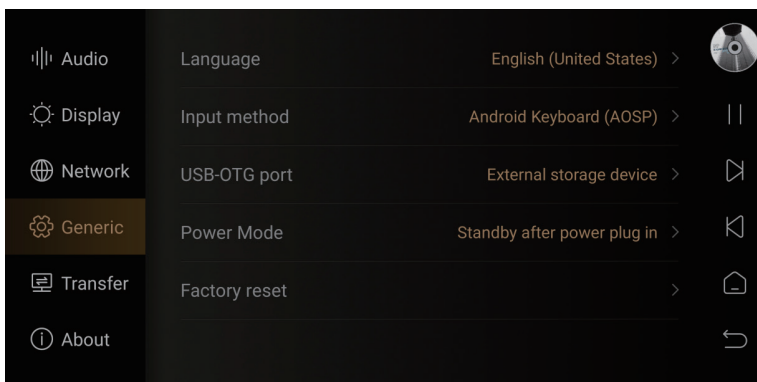 Audio
Display
Network
Generic
Transfer
About
Language English (United States)
Input method Android Keyboard (AOSP)
USB-OTG port External storage device
Power Mode Standby after power plug in
Factory reset